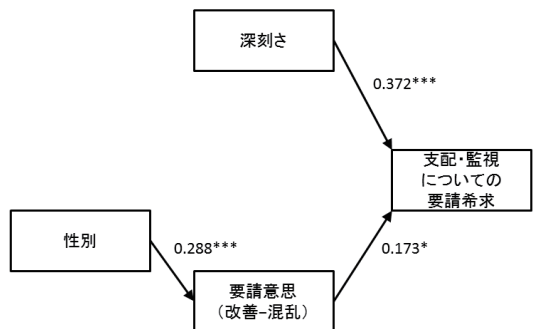 深刻さ
0.372***
支配・監視
についての
要請希求
性別
0.288***
0.173*
要請意思
（改善–混乱）